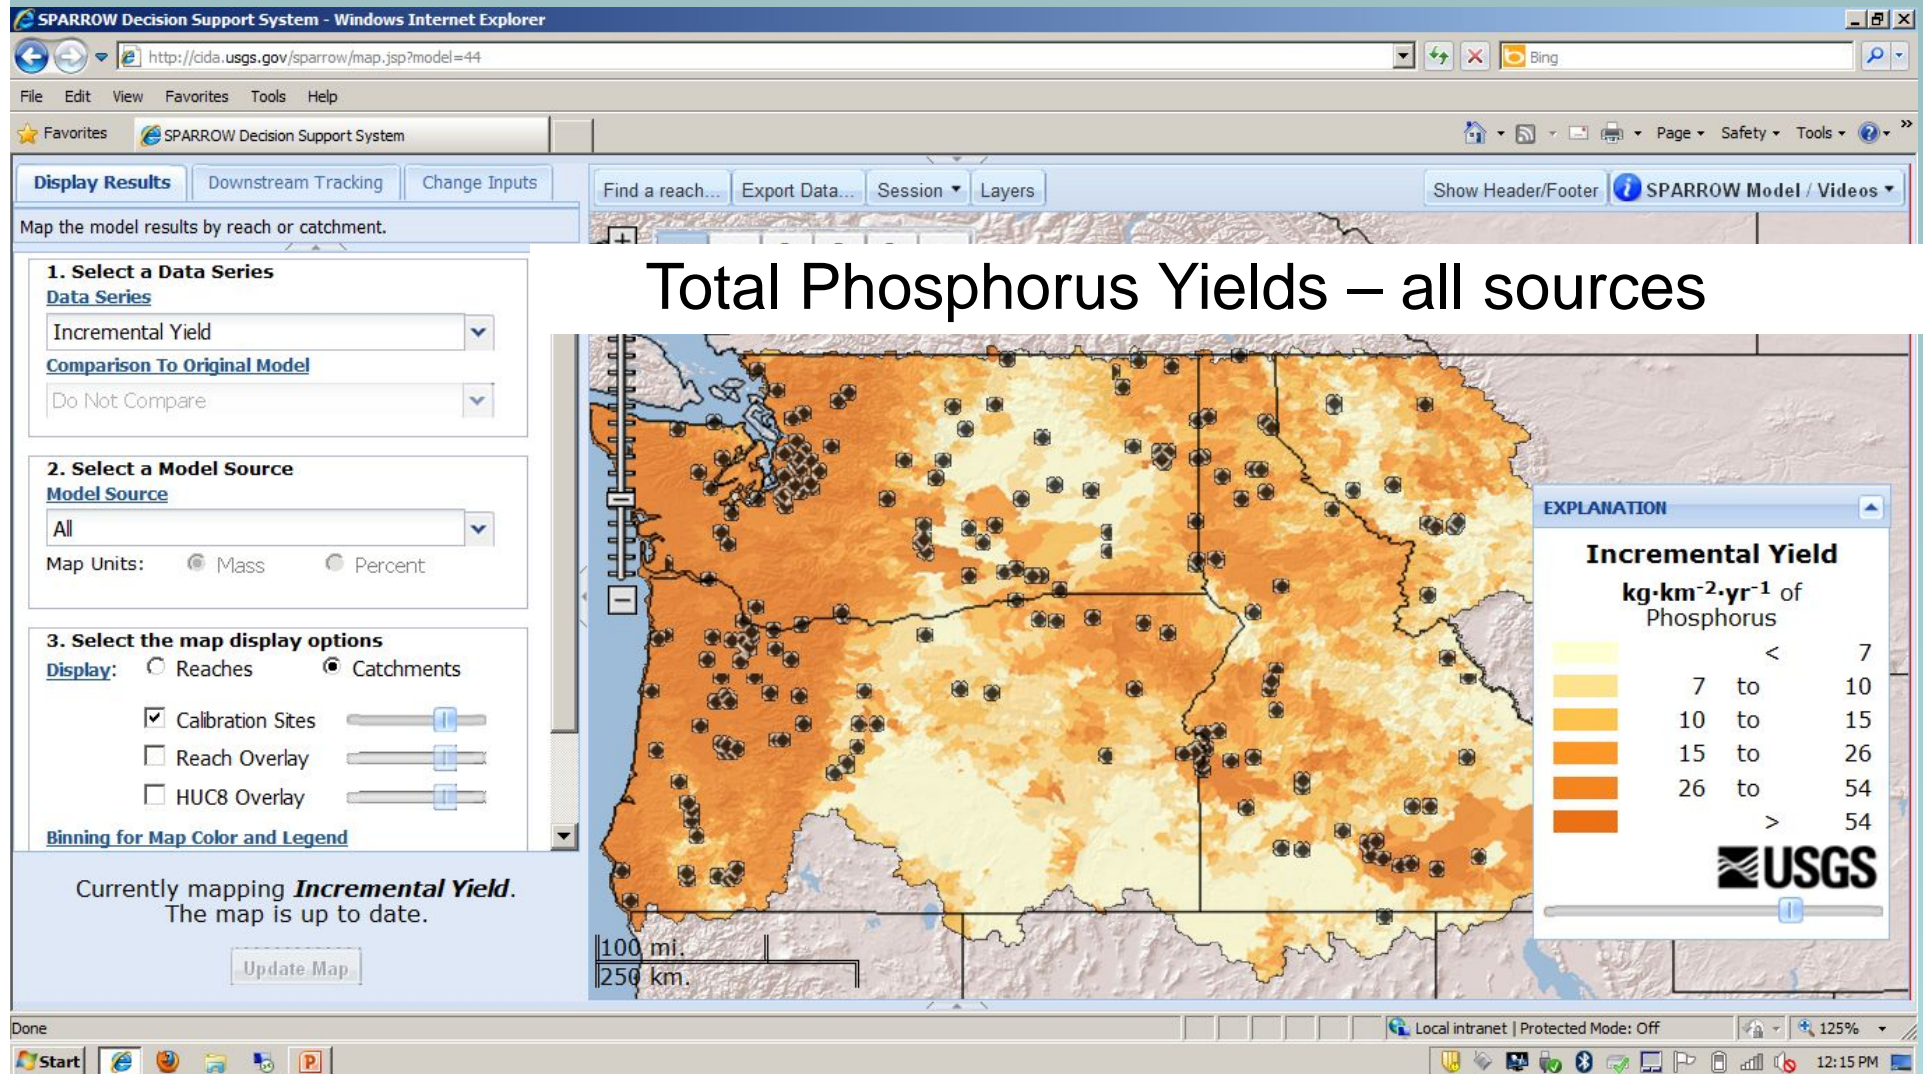 SPARROW Decision Support System - Windows Internet Explorer
http://cida.usgs.gov/sparrow/map.jsp?model=44
Bing
File Edit View Favorites Tools Help
Favorites SPARROW Decision Support System
Page Safety Tools
Display Results Downstream Tracking Change Inputs
Find a reach... Export Data... Session Layers Show Header/Footer SPARROW Model / Videos
Map the model results by reach or catchment.
Total Phosphorus Yields – all sources
1. Select a Data Series
Data Series
Incremental Yield
Comparison To Original Model
Do Not Compare
2. Select a Model Source
Model Source
All
Map Units: Mass Percent
3. Select the map display options
Display: Reaches Catchments
Calibration Sites
Reach Overlay
HUC8 Overlay
Binning for Map Color and Legend
Currently mapping Incremental Yield.
The map is up to date.
Update Map
EXPLANATION
Incremental Yield
kg·km⁻²·yr⁻¹ of
Phosphorus
< 7
7 to 10
10 to 15
15 to 26
26 to 54
> 54
USGS
100 mi.
250 km.
Done Local intranet | Protected Mode: Off 125%
Start 12:15 PM